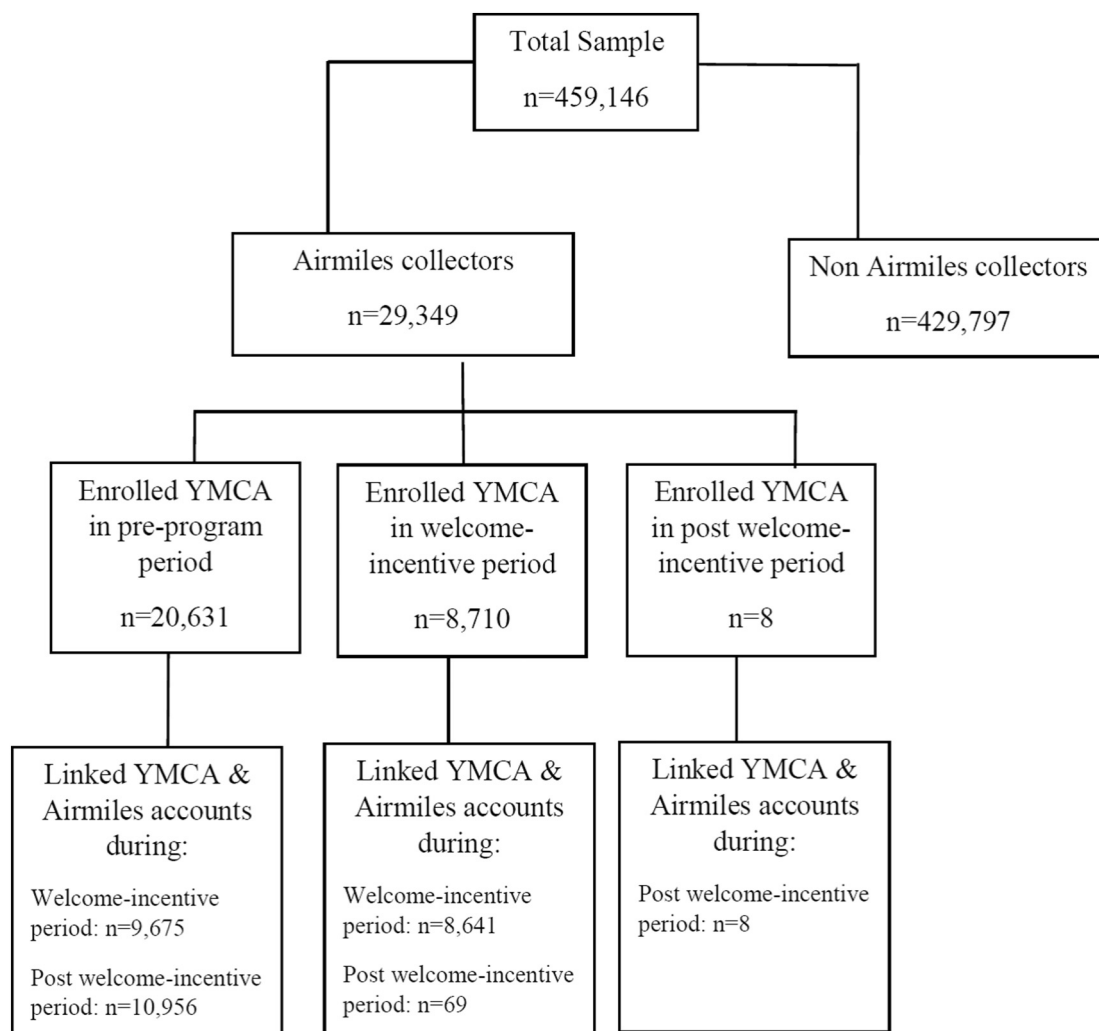 Total Sample
n=459,146
Airmiles collectors
n=29,349
Non Airmiles collectors
n=429,797
Enrolled YMCA
in pre-program
period
n=20,631
Enrolled YMCA
in welcome-
incentive period
n=8,710
Enrolled YMCA
in post welcome-
incentive period
n=8
Linked YMCA &
Airmiles accounts
during:
Welcome-incentive
period: n=9,675
Post welcome-incentive
period: n=10,956
Linked YMCA &
Airmiles accounts
during:
Welcome-incentive
period: n=8,641
Post welcome-incentive
period: n=69
Linked YMCA &
Airmiles accounts
during:
Post welcome-incentive
period: n=8